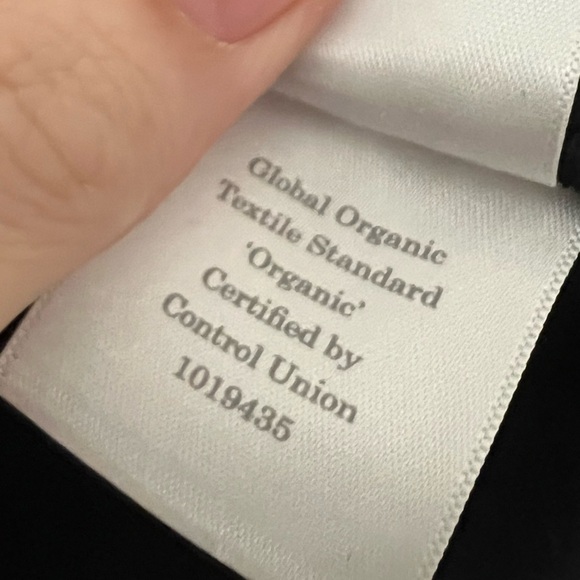 Global Organic
Textile Standard
‘Organic’
Certified by
Control Union
1019435